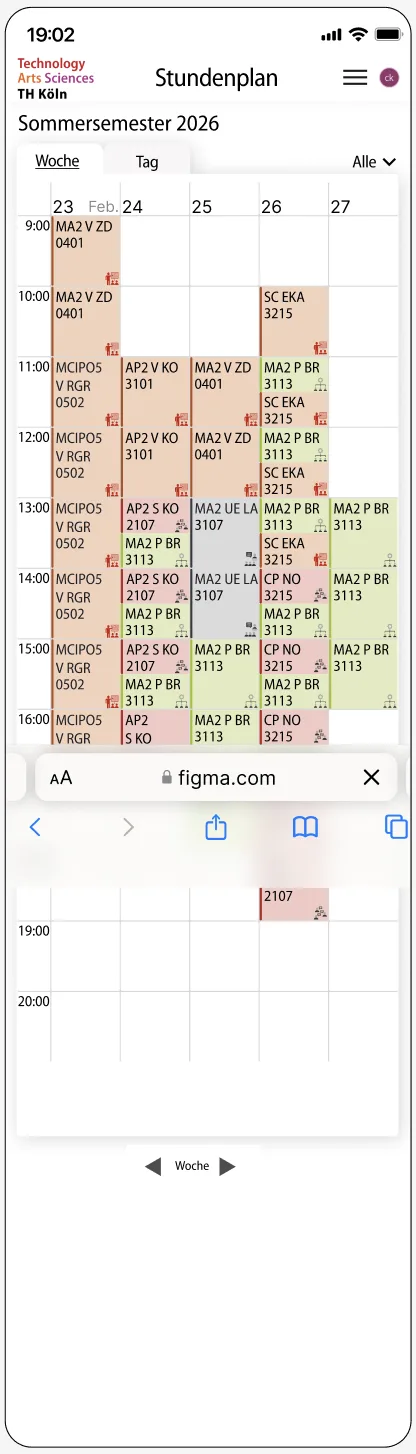 19:02
Technology
Arts Sciences
TH Köln
Stundenplan
ck
Sommersemester 2026
Woche
Tag
Alle
23 Feb. 24 25 26 27
9:00
MA2 V ZD
0401
10:00
MA2 V ZD
0401
SC EKA
3215
11:00
MCIPO5
V RGR
0502
AP2 V KO
3101
MA2 V ZD
0401
MA2 P BR
3113
SC EKA
3215
12:00
MCIPO5
V RGR
0502
AP2 V KO
3101
MA2 V ZD
0401
MA2 P BR
3113
SC EKA
3215
13:00
MCIPO5
V RGR
0502
AP2 S KO
2107
MA2 P BR
3113
MA2 UE LA
3107
MA2 P BR
3113
SC EKA
3215
MA2 P BR
3113
14:00
MCIPO5
V RGR
0502
AP2 S KO
2107
MA2 P BR
3113
MA2 UE LA
3107
CP NO
3215
MA2 P BR
3113
MA2 P BR
3113
15:00
MCIPO5
V RGR
0502
AP2 S KO
2107
MA2 P BR
3113
MA2 P BR
3113
CP NO
3215
MA2 P BR
3113
MA2 P BR
3113
16:00
MCIPO5
V RGR
AP2
S KO
MA2 P BR
3113
CP NO
3215
AA
figma.com
2107
19:00
20:00
Woche